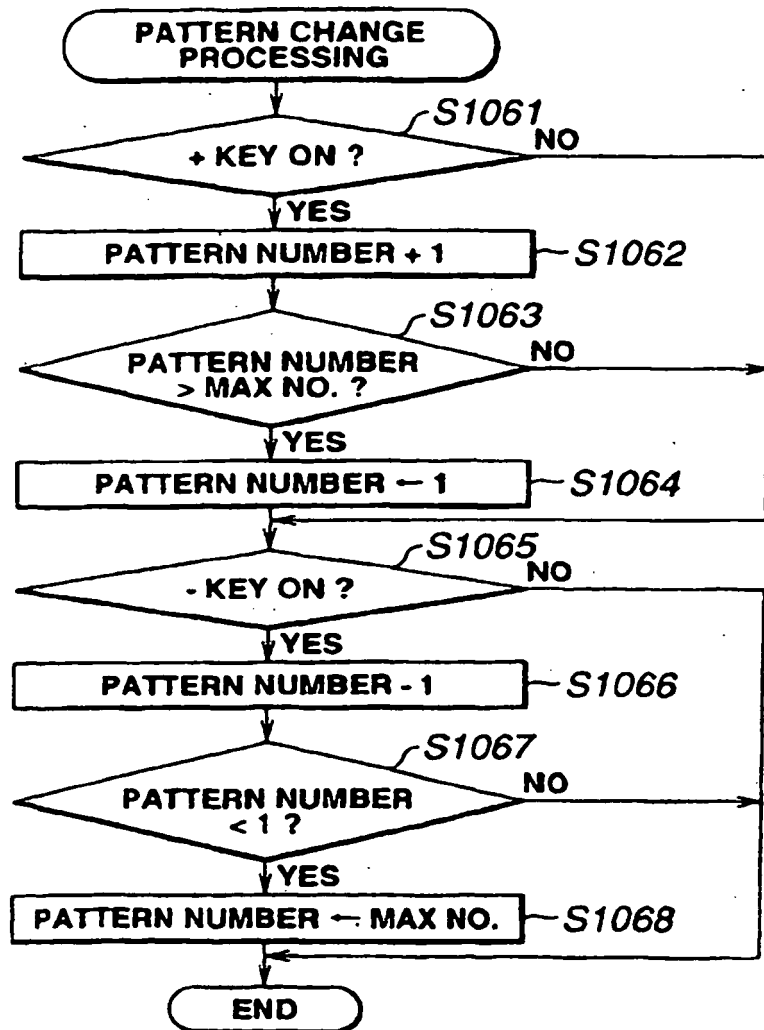 PATTERN CHANGE
PROCESSING
S1061
+ KEY ON ?
NO
YES
PATTERN NUMBER + 1
S1062
S1063
PATTERN NUMBER
> MAX NO. ?
NO
YES
PATTERN NUMBER ← 1
S1064
S1065
- KEY ON ?
NO
YES
PATTERN NUMBER - 1
S1066
S1067
PATTERN NUMBER
< 1 ?
NO
YES
PATTERN NUMBER ← MAX NO.
S1068
END